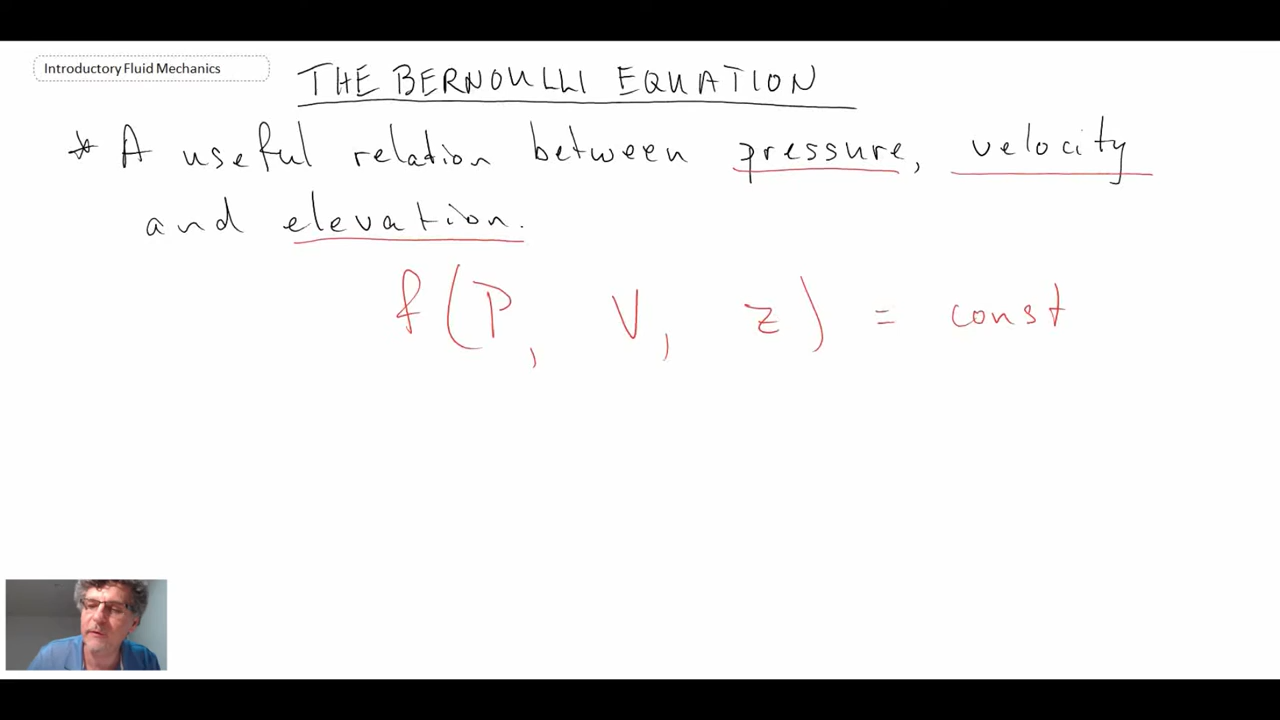 Introductory Fluid Mechanics
THE BERNOULLI EQUATION
* A useful relation between pressure, velocity
and elevation.
f(P, V, z) = const